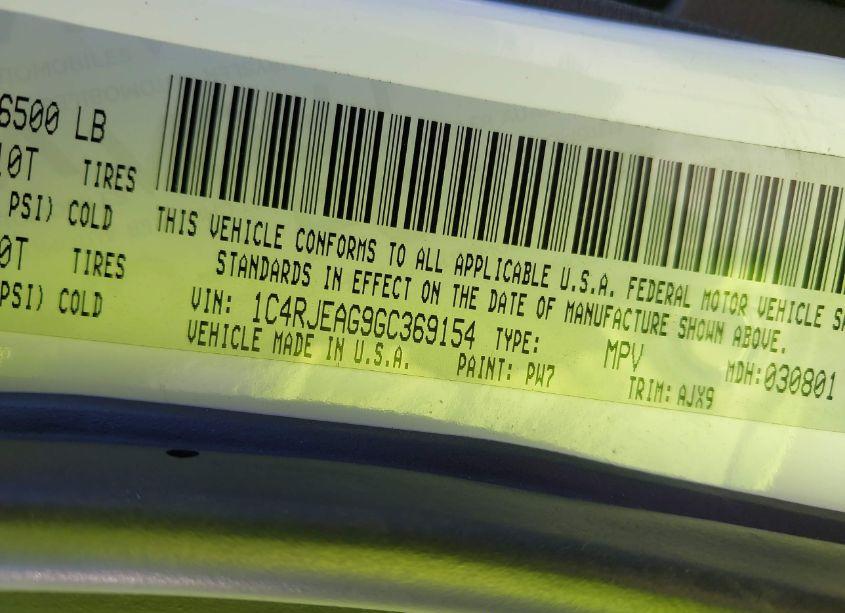 6500 LB
10T TIRES
PSI) COLD
0T TIRES
PSI) COLD
THIS VEHICLE CONFORMS TO ALL APPLICABLE U.S.A. FEDERAL MOTOR VEHICLE SA
STANDARDS IN EFFECT ON THE DATE OF MANUFACTURE SHOWN ABOVE.
VIN: 1C4RJEAG9GC369154 TYPE: MPV MDH:030801
VEHICLE MADE IN U.S.A. PAINT: PW7 TRIM: AJX9